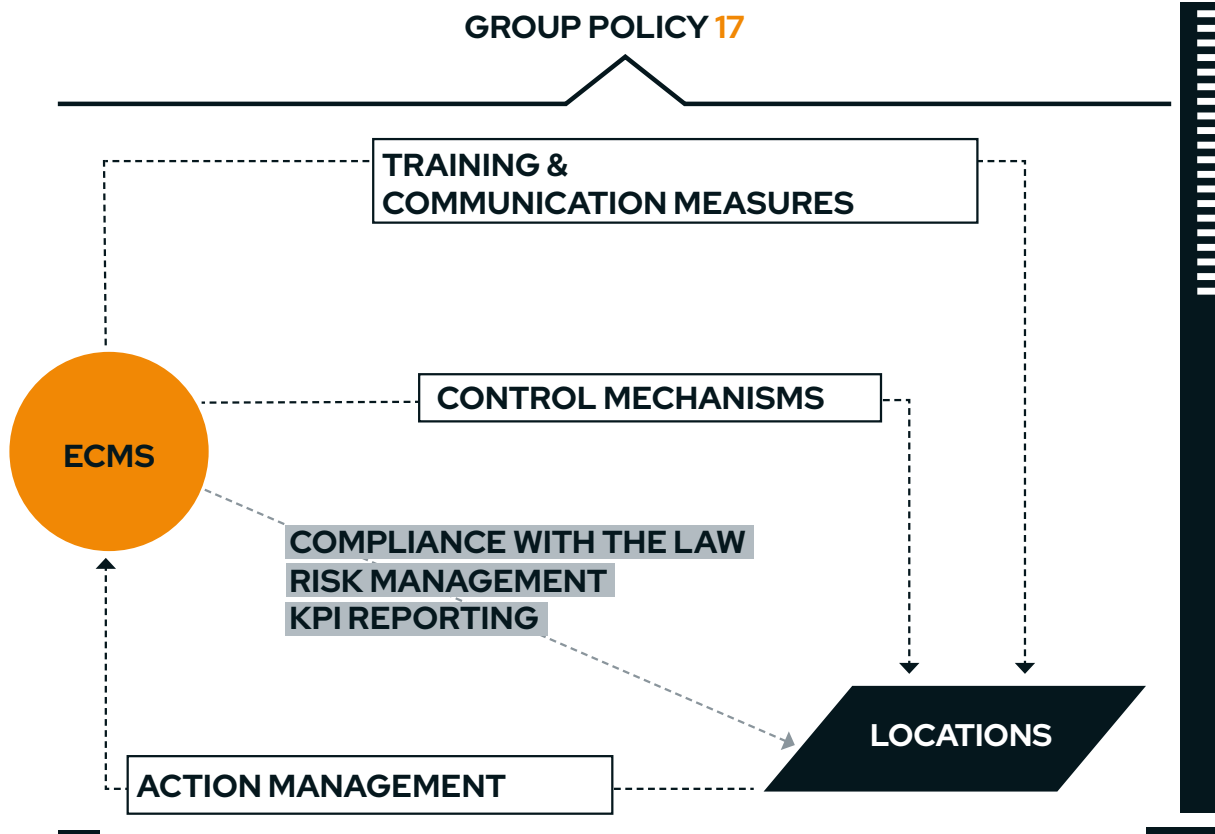 GROUP POLICY 17
TRAINING &
COMMUNICATION MEASURES
CONTROL MECHANISMS
ECMS
COMPLIANCE WITH THE LAW
RISK MANAGEMENT
KPI REPORTING
LOCATIONS
ACTION MANAGEMENT